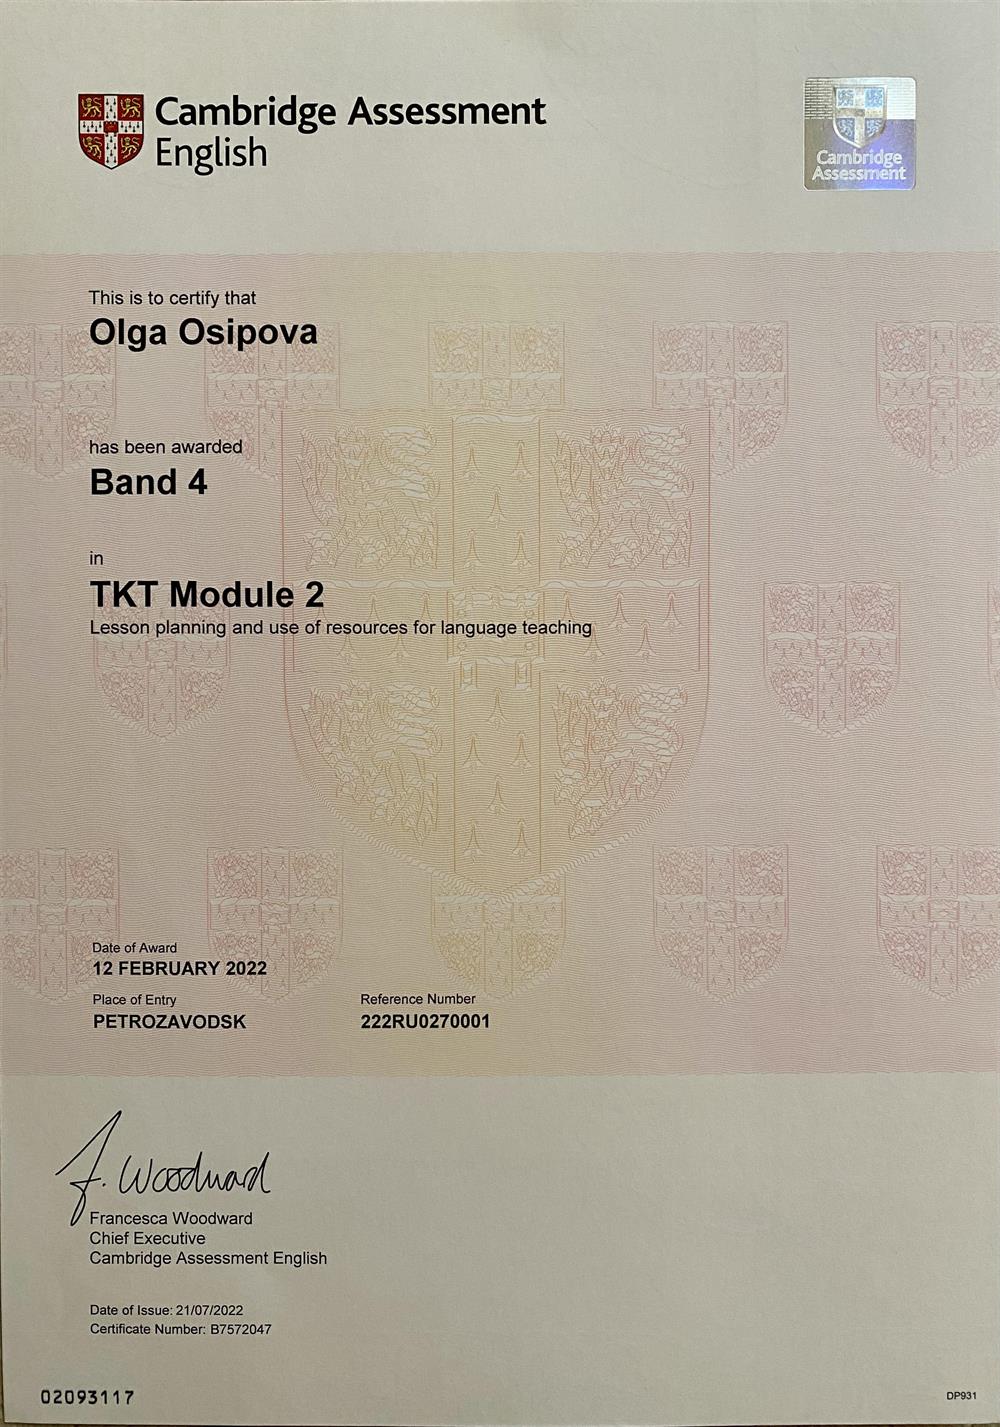 Cambridge Assessment
English
Cambridge
Assessment
This is to certify that
Olga Osipova
has been awarded
Band 4
in
TKT Module 2
Lesson planning and use of resources for language teaching
Date of Award
12 FEBRUARY 2022
Place of Entry
PETROZAVODSK
Reference Number
222RU0270001
F. Woodward
Francesca Woodward
Chief Executive
Cambridge Assessment English
Date of Issue: 21/07/2022
Certificate Number: B7572047
02093117
DP931